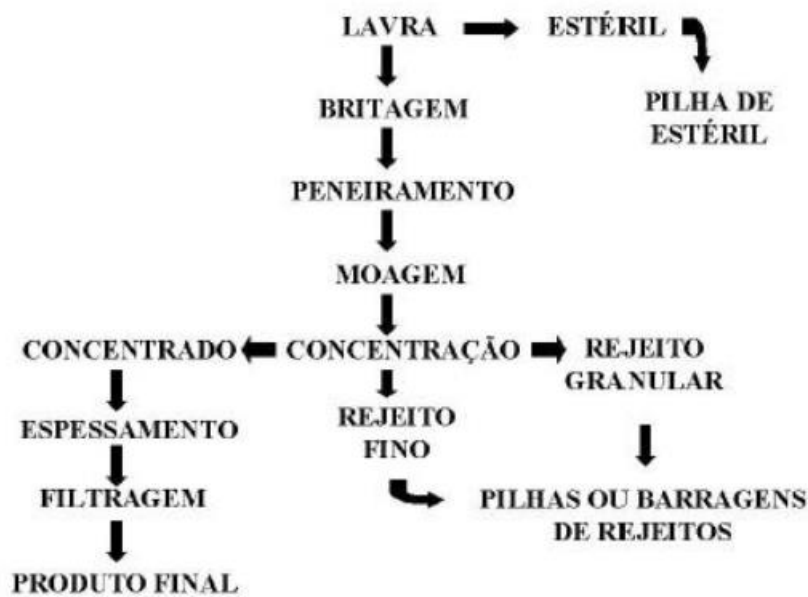 LAVRA
ESTÉRIL
PILHA DE
ESTÉRIL
BRITAGEM
PENEIRAMENTO
MOAGEM
CONCENTRADO
CONCENTRAÇÃO
REJEITO
GRANULAR
ESPESSAMENTO
REJEITO
FINO
FILTRAGEM
PILHAS OU BARRAGENS
DE REJEITOS
PRODUTO FINAL